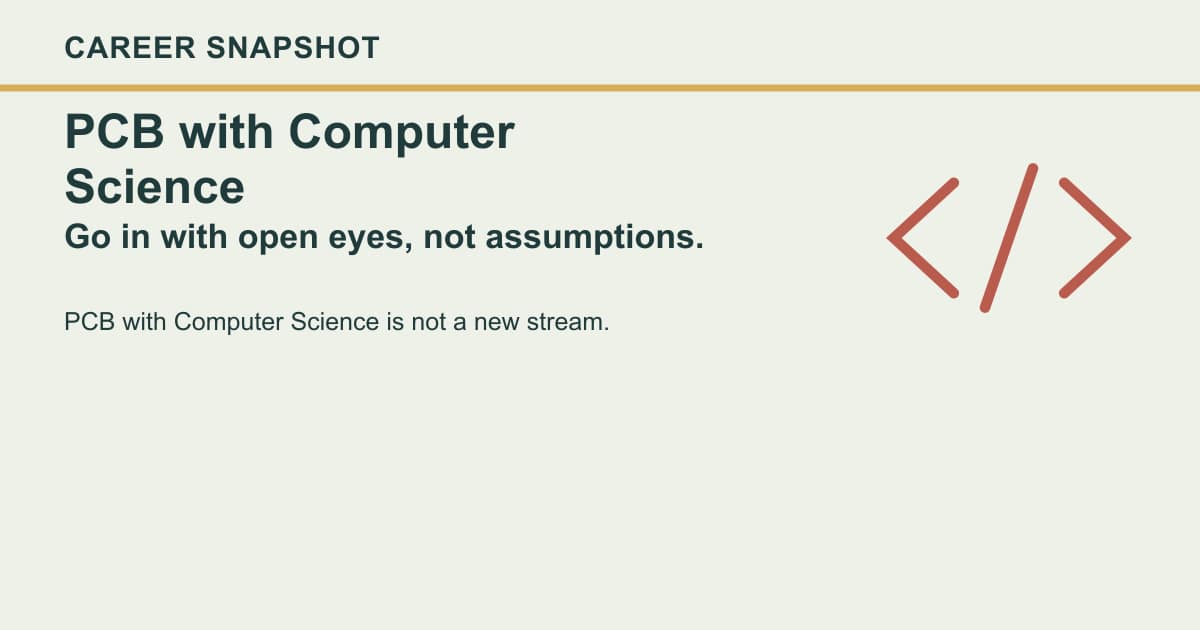 CAREER SNAPSHOT
PCB with Computer
Science
Go in with open eyes, not assumptions.
PCB with Computer Science is not a new stream.